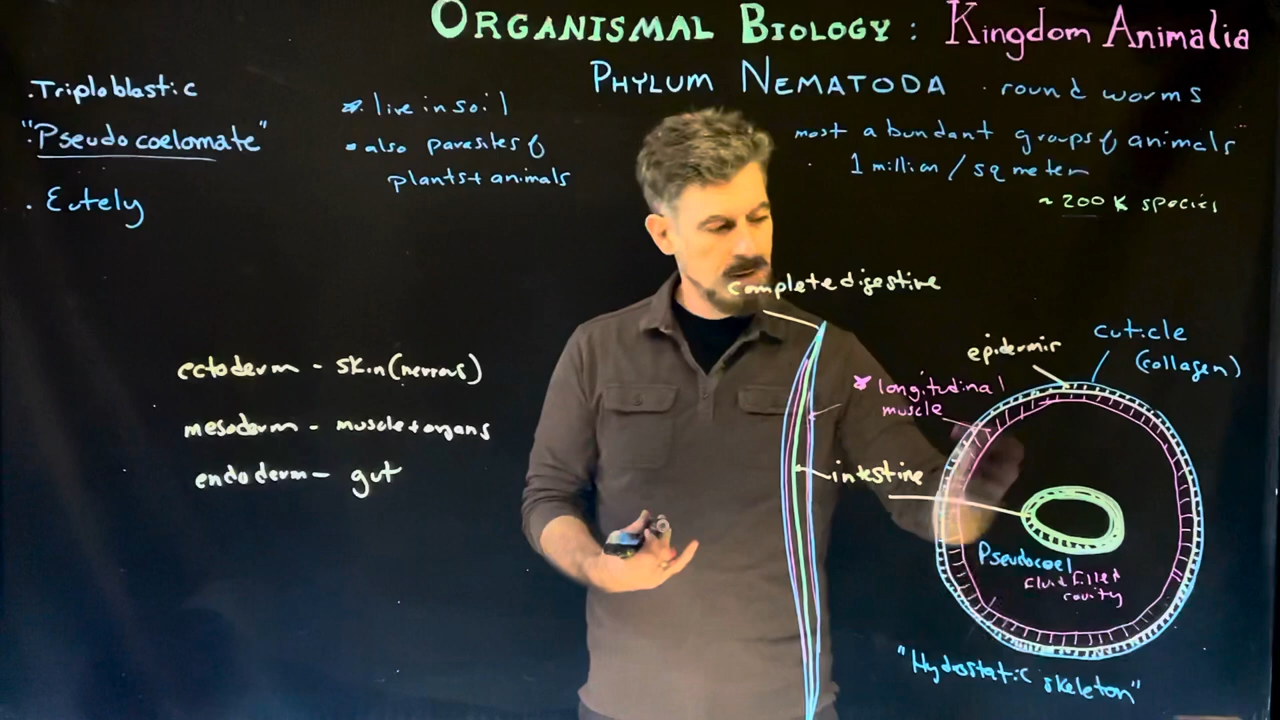 ORGANISMAL BIOLOGY : Kingdom Animalia
PHYLUM NEMATODA · round worms
· Triploblastic
"Pseudocoelomate"
· Eutely
* live in soil
• also parasites of
plants + animals
most abundant groups of animals"
· 1 million / sq meter
~ 200 K species
complete digestive
ectoderm - skin (nervous)
mesoderm - muscle + organs
endoderm - gut
epidermis
cuticle
(collagen)
* longitudinal
muscle
intestine
Pseudocoel
fluid filled
cavity
"Hydrostatic skeleton"